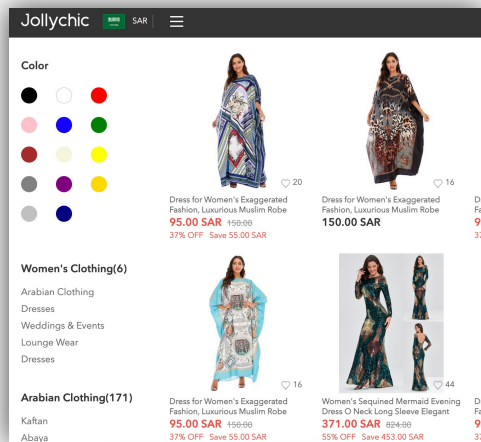 Jollychic SAR
Color
20
16
Dress for Women's Exaggerated
Fashion, Luxurious Muslim Robe
95.00 SAR 150.00
37% OFF Save 55.00 SAR
Dress for Women's Exaggerated
Fashion, Luxurious Muslim Robe
150.00 SAR
Women's Clothing(6)
Arabian Clothing
Dresses
Weddings & Events
Lounge Wear
Dresses
16
44
Arabian Clothing(171)
Kaftan
Abaya
Dress for Women's Exaggerated
Fashion, Luxurious Muslim Robe
95.00 SAR 150.00
37% OFF Save 55.00 SAR
Women's Sequined Mermaid Evening
Dress O Neck Long Sleeve Elegant
371.00 SAR 824.00
55% OFF Save 453.00 SAR